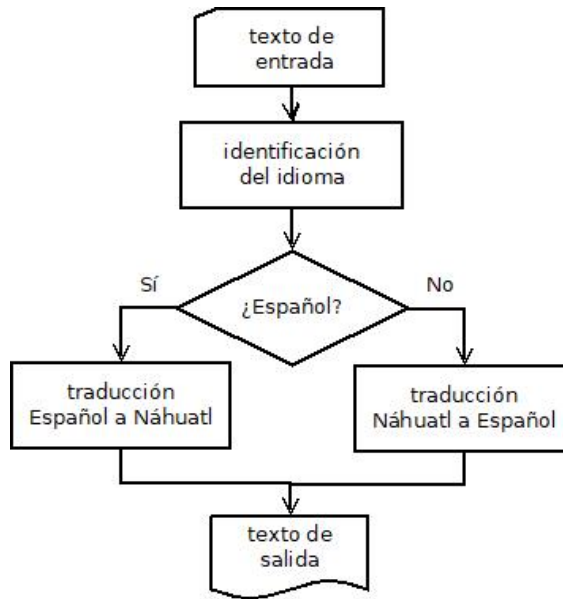 texto de
entrada
identificación
del idioma
Sí
¿Español?
No
traducción
Español a Náhuatl
traducción
Náhuatl a Español
texto de
salida